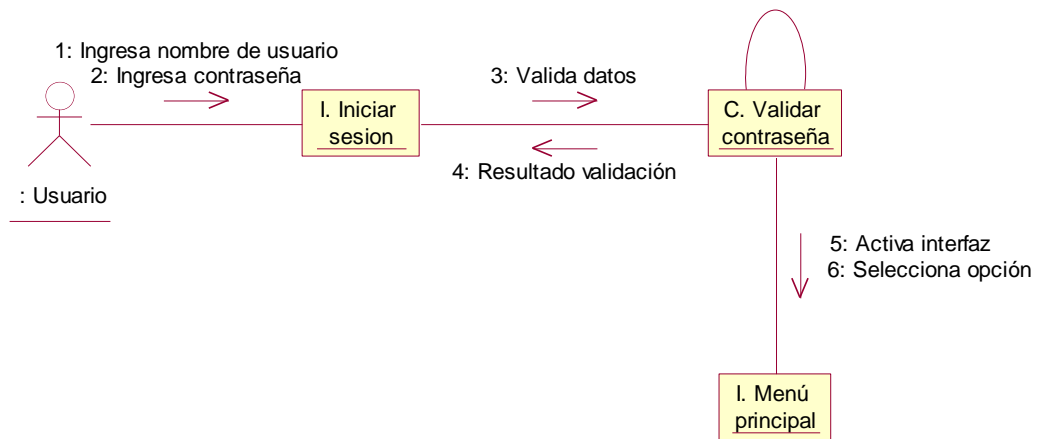 1: Ingresa nombre de usuario
2: Ingresa contraseña
3: Valida datos
I. Iniciar
sesion
C. Validar
contraseña
4: Resultado validación
: Usuario
5: Activa interfaz
6: Selecciona opción
I. Menú
principal